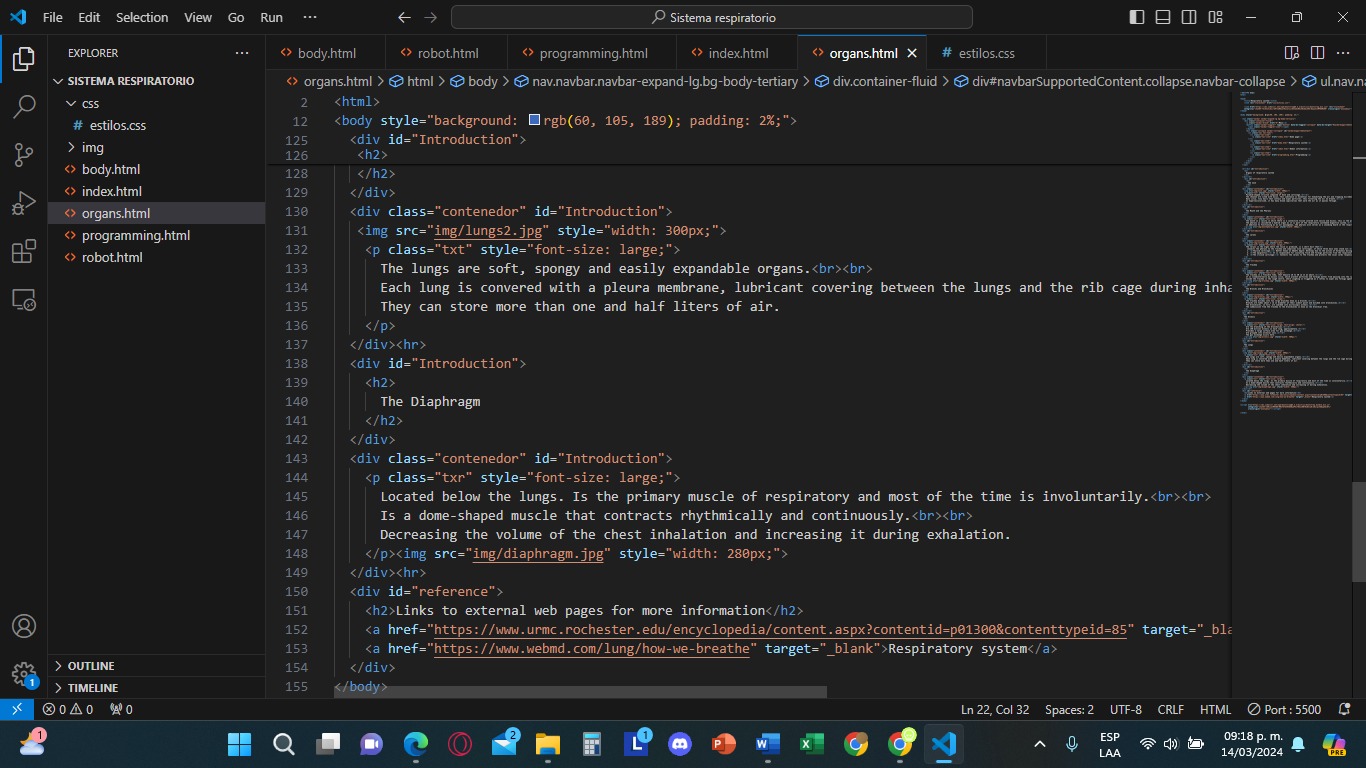 File Edit Selection View Go Run ···
Sistema respiratorio
EXPLORER ···
SISTEMA RESPIRATORIO
css
# estilos.css
img
<> body.html
<> index.html
<> organs.html
<> programming.html
<> robot.html
OUTLINE
TIMELINE
<> body.html <> robot.html <> programming.html <> index.html <> organs.html # estilos.css ···
<> organs.html > html > body > nav.navbar.navbar-expand-lg.bg-body-tertiary > div.container-fluid > div#navbarSupportedContent.collapse.navbar-collapse > ul.nav.na
2 <html>
12 <body style="background: rgb(60, 105, 189); padding: 2%;">
125 <div id="Introduction">
126 <h2>
128 </h2>
129 </div>
130 <div class="contenedor" id="Introduction">
131 <img src="img/lungs2.jpg" style="width: 300px;">
132 <p class="txt" style="font-size: large;">
133 The lungs are soft, spongy and easily expandable organs.<br><br>
134 Each lung is convered with a pleura membrane, lubricant covering between the lungs and the rib cage during inha
135 They can store more than one and half liters of air.
136 </p>
137 </div><hr>
138 <div id="Introduction">
139 <h2>
140 The Diaphragm
141 </h2>
142 </div>
143 <div class="contenedor" id="Introduction">
144 <p class="txr" style="font-size: large;">
145 Located below the lungs. Is the primary muscle of respiratory and most of the time is involuntarily.<br><br>
146 Is a dome-shaped muscle that contracts rhythmically and continuously.<br><br>
147 Decreasing the volume of the chest inhalation and increasing it during exhalation.
148 </p><img src="img/diaphragm.jpg" style="width: 280px;">
149 </div><hr>
150 <div id="reference">
151 <h2>Links to external web pages for more information</h2>
152 <a href="https://www.urmc.rochester.edu/encyclopedia/content.aspx?contentid=p01300&contenttypeid=85" target="_bla
153 <a href="https://www.webmd.com/lung/how-we-breathe" target="_blank">Respiratory system</a>
154 </div>
155 </body>
1
0 0 0 Ln 22, Col 32 Spaces: 2 UTF-8 CRLF HTML Port : 5500
1 2 1 ESP LAA 09:18 p. m. 14/03/2024 PRE